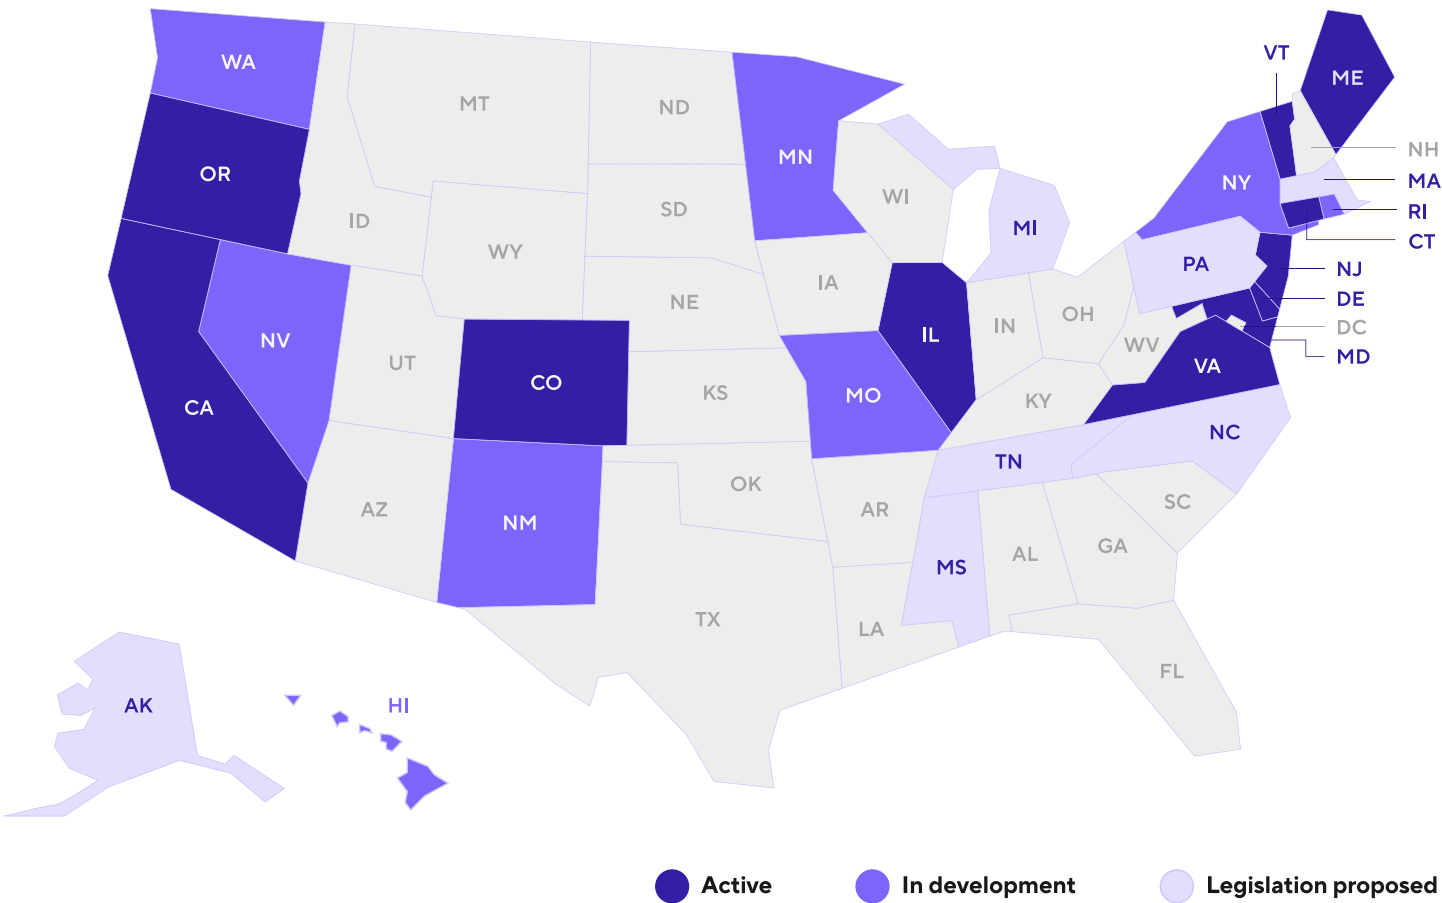 VT
ME
WA
MT
ND
NH
MN
OR
MA
NY
WI
SD
RI
ID
MI
CT
WY
PA
NJ
IA
NE
DE
OH
IN
DC
IL
NV
WV
MD
UT
VA
CO
KS
MO
KY
CA
NC
TN
OK
SC
AZ
AR
NM
GA
AL
MS
TX
LA
FL
AK
HI
Active
In development
Legislation proposed